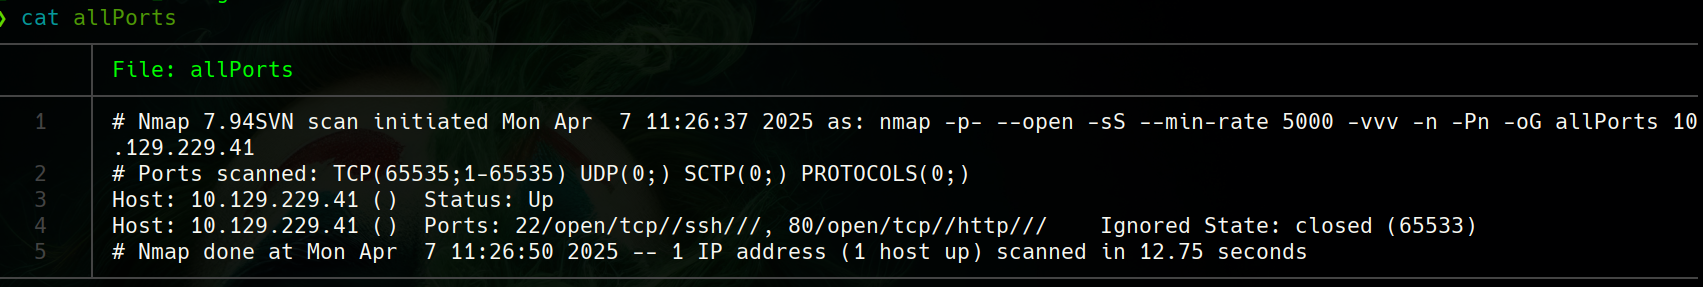 ❯ cat allPorts
File: allPorts
1 # Nmap 7.94SVN scan initiated Mon Apr  7 11:26:37 2025 as: nmap -p- --open -sS --min-rate 5000 -vvv -n -Pn -oG allPorts 10
.129.229.41
2 # Ports scanned: TCP(65535;1-65535) UDP(0;) SCTP(0;) PROTOCOLS(0;)
3 Host: 10.129.229.41 ()  Status: Up
4 Host: 10.129.229.41 ()  Ports: 22/open/tcp//ssh///, 80/open/tcp//http///    Ignored State: closed (65533)
5 # Nmap done at Mon Apr  7 11:26:50 2025 -- 1 IP address (1 host up) scanned in 12.75 seconds